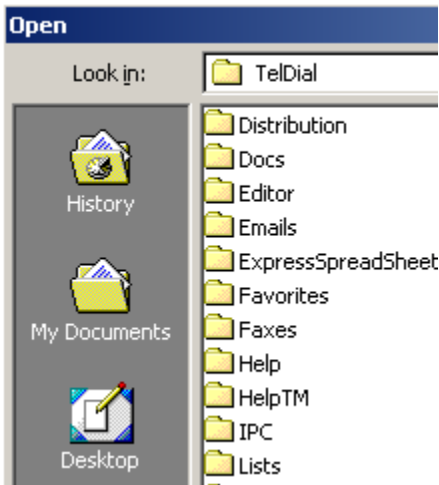 Open
Look in:
TelDial
History
My Documents
Desktop
Distribution
Docs
Editor
Emails
ExpressSpreadSheet
Favorites
Faxes
Help
HelpTM
IPC
Lists